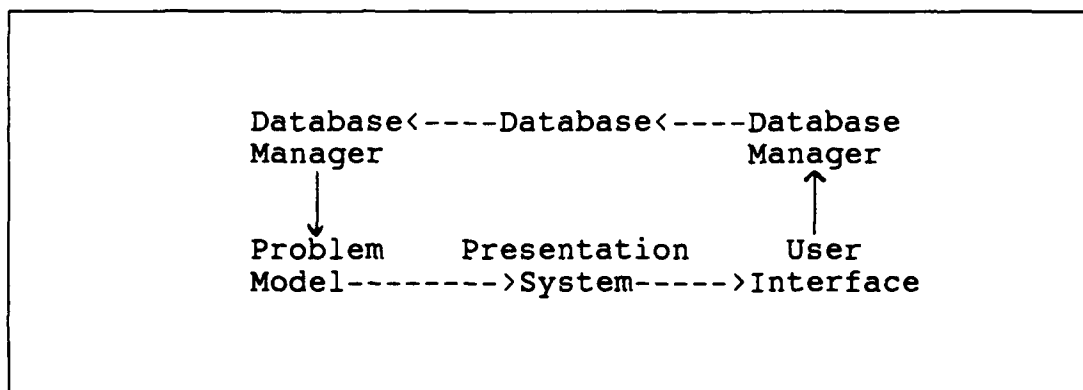 Database<----Database<----Database
Manager Manager
Problem Presentation User
Model-------->System----->Interface